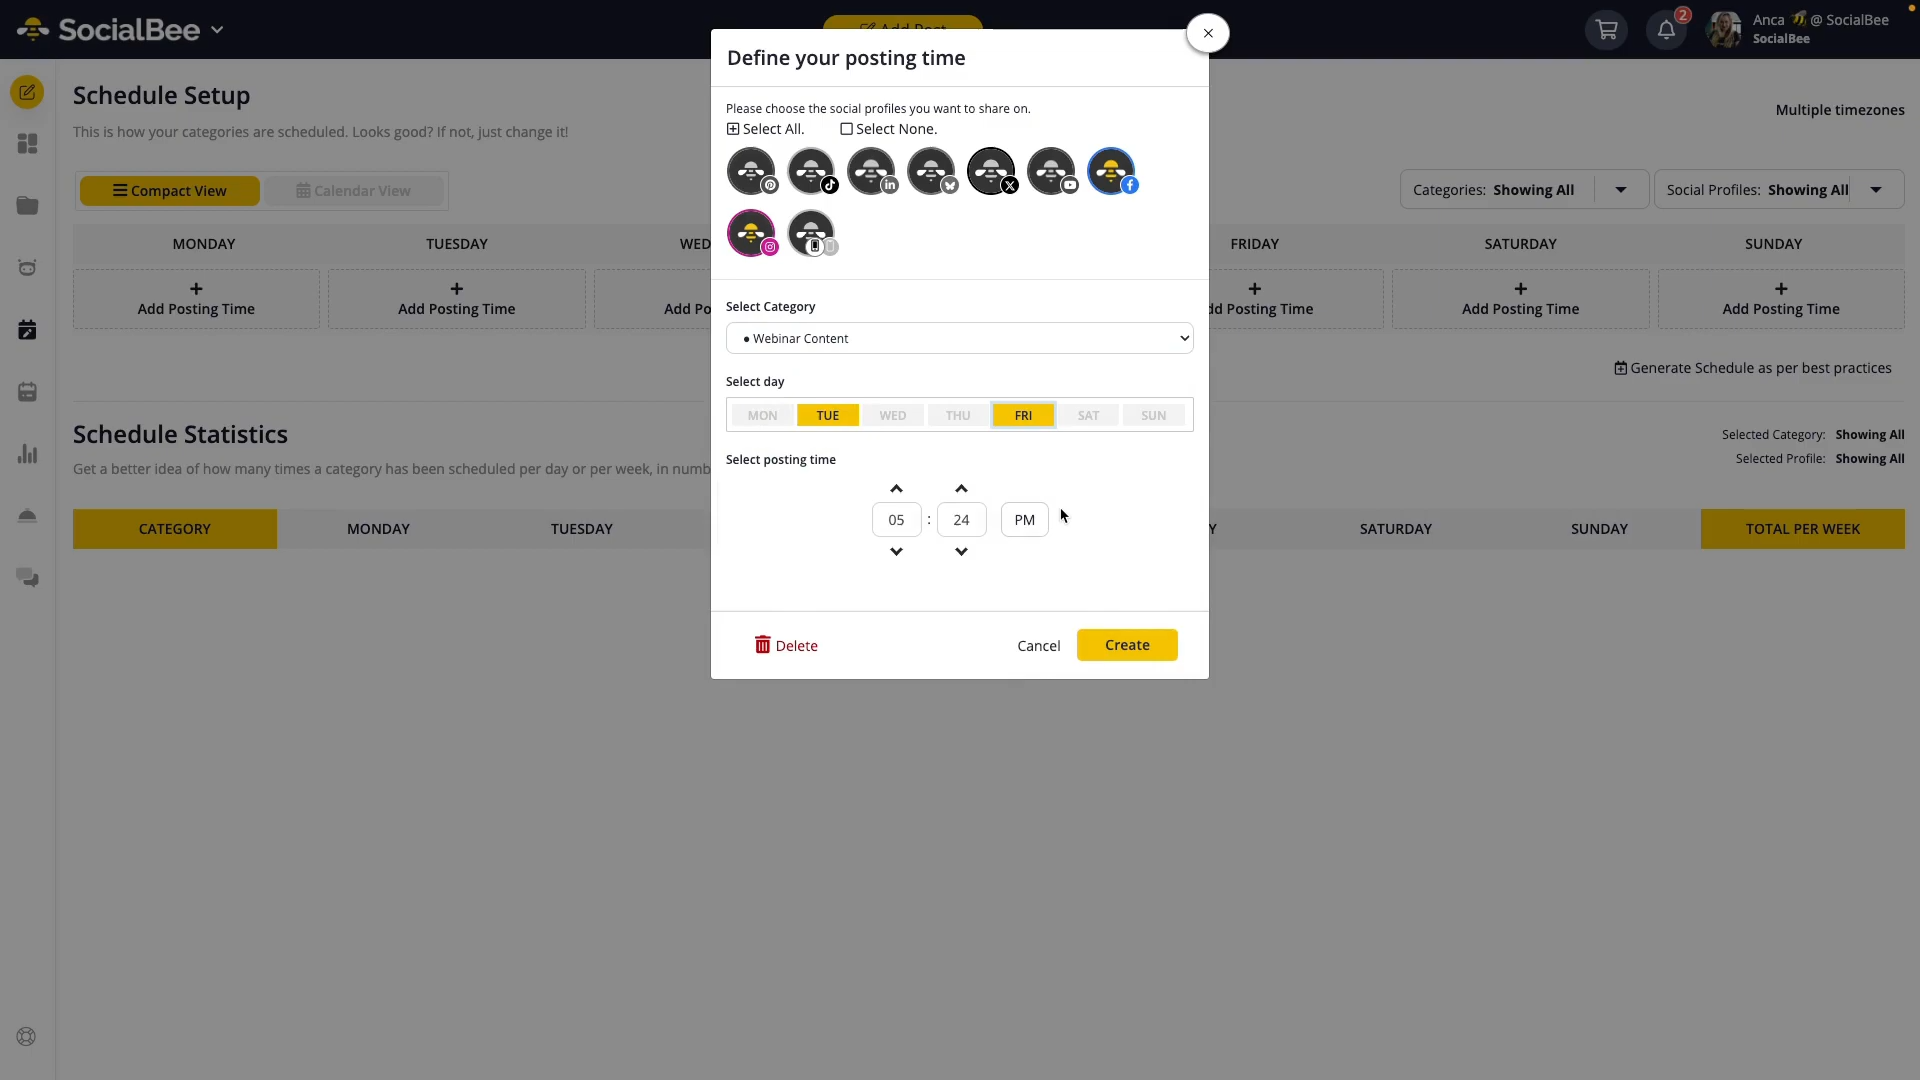 SocialBee
Add Post
2
Anca 🐝 @ SocialBee
SocialBee
Define your posting time
Schedule Setup
This is how your categories are scheduled. Looks good? If not, just change it!
Multiple timezones
Please choose the social profiles you want to share on.
Select All.
Select None.
Compact View
Calendar View
Categories: Showing All
Social Profiles: Showing All
MONDAY
TUESDAY
WED
FRIDAY
SATURDAY
SUNDAY
Add Posting Time
Add Posting Time
Add Po
dd Posting Time
Add Posting Time
Add Posting Time
Select Category
● Webinar Content
Generate Schedule as per best practices
Select day
MON
TUE
WED
THU
FRI
SAT
SUN
Schedule Statistics
Get a better idea of how many times a category has been scheduled per day or per week, in numb
Selected Category: Showing All
Selected Profile: Showing All
Select posting time
05 : 24 PM
CATEGORY
MONDAY
TUESDAY
Y
SATURDAY
SUNDAY
TOTAL PER WEEK
Delete
Cancel
Create